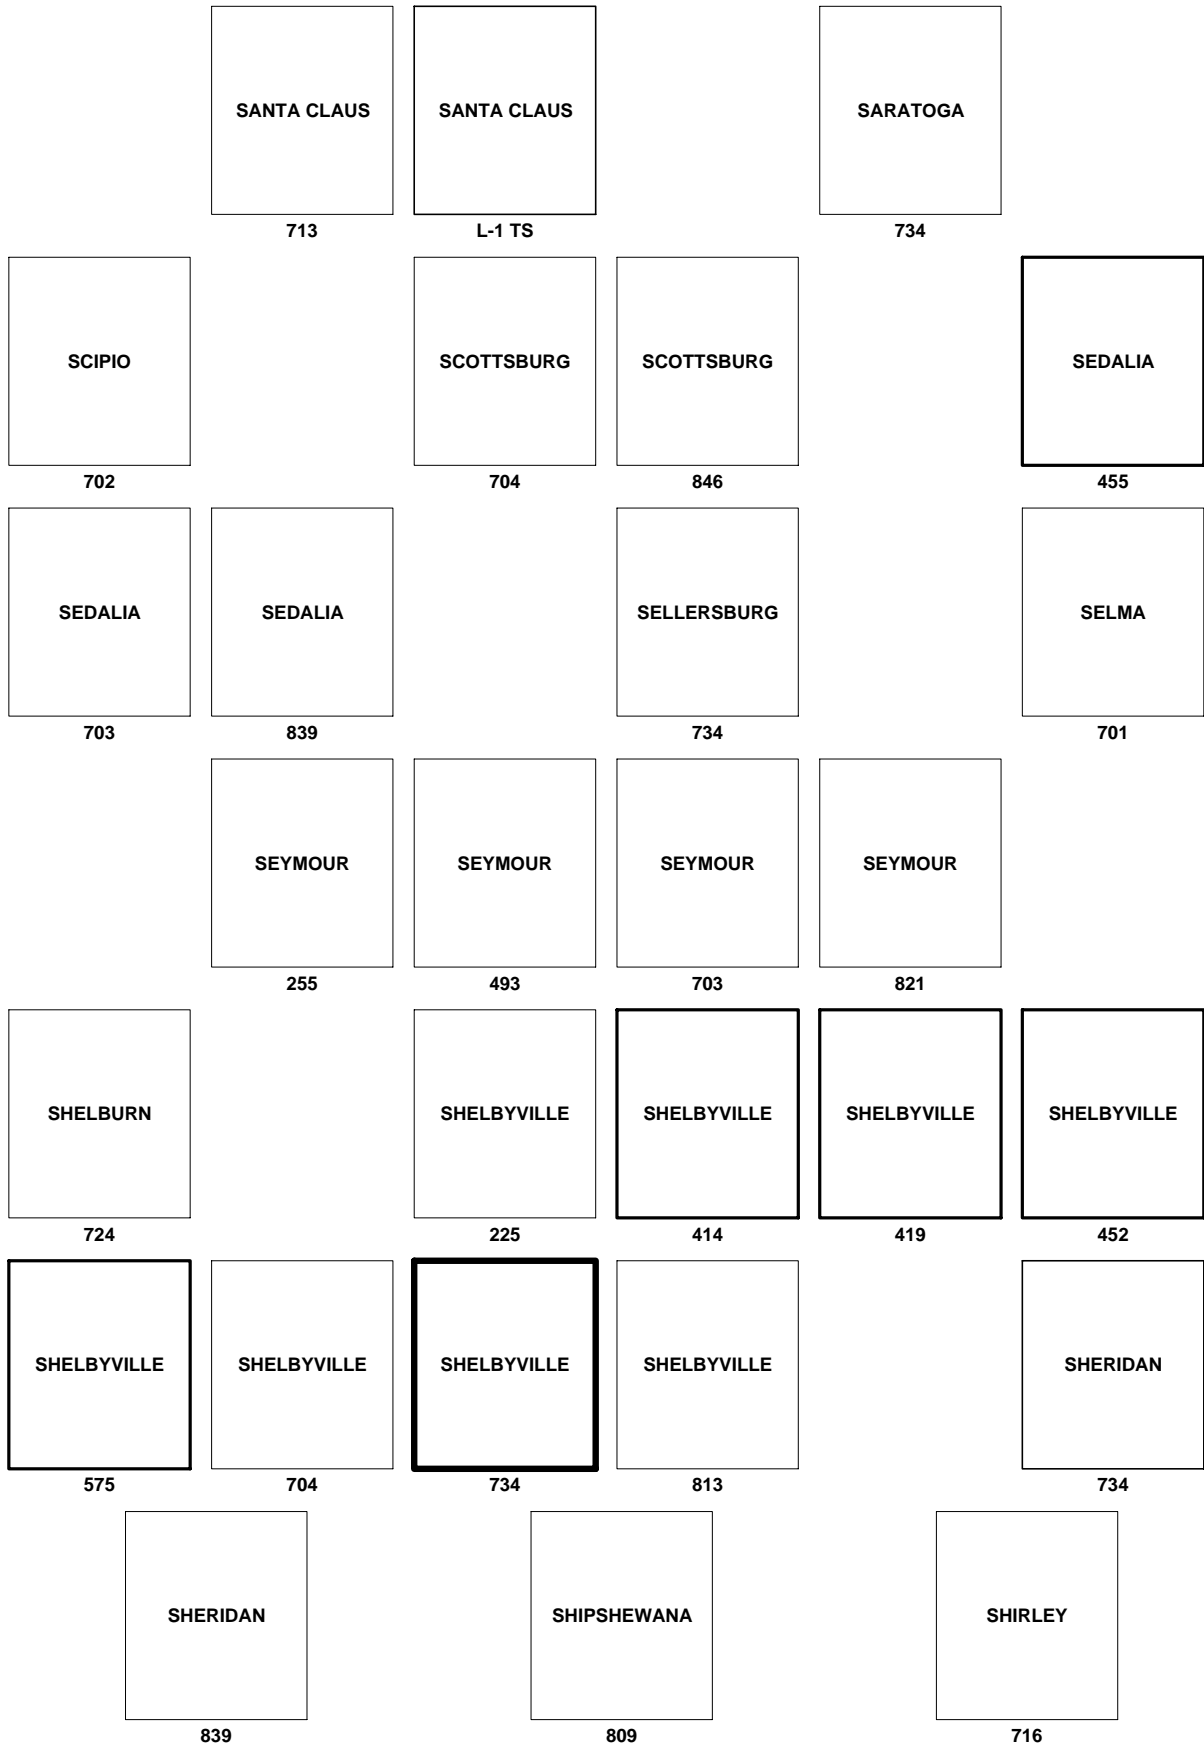 SANTA CLAUS SANTA CLAUS SARATOGA
713 L-1 TS 734
SCIPIO SCOTTSBURG SCOTTSBURG SEDALIA
702 704 846 455
SEDALIA SEDALIA SELLERSBURG SELMA
703 839 734 701
SEYMOUR SEYMOUR SEYMOUR SEYMOUR
255 493 703 821
SHELBURN SHELBYVILLE SHELBYVILLE SHELBYVILLE SHELBYVILLE
724 225 414 419 452
SHELBYVILLE SHELBYVILLE SHELBYVILLE SHELBYVILLE SHERIDAN
575 704 734 813 734
SHERIDAN SHIPSHEWANA SHIRLEY
839 809 716